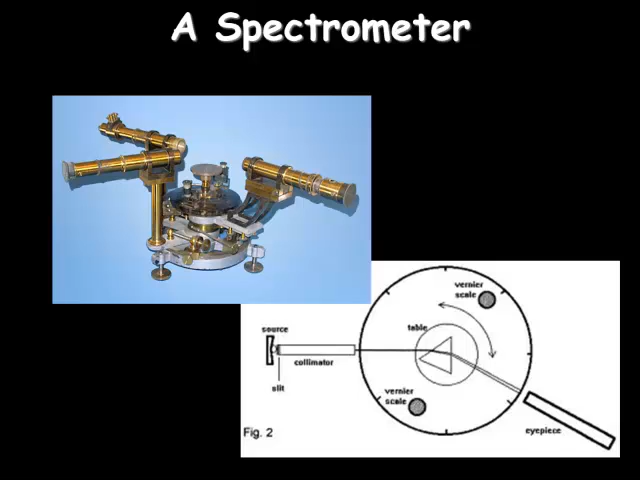 A Spectrometer
vernier
scale
table
source
collimator
slit
vernier
scale
eyepiece
Fig. 2